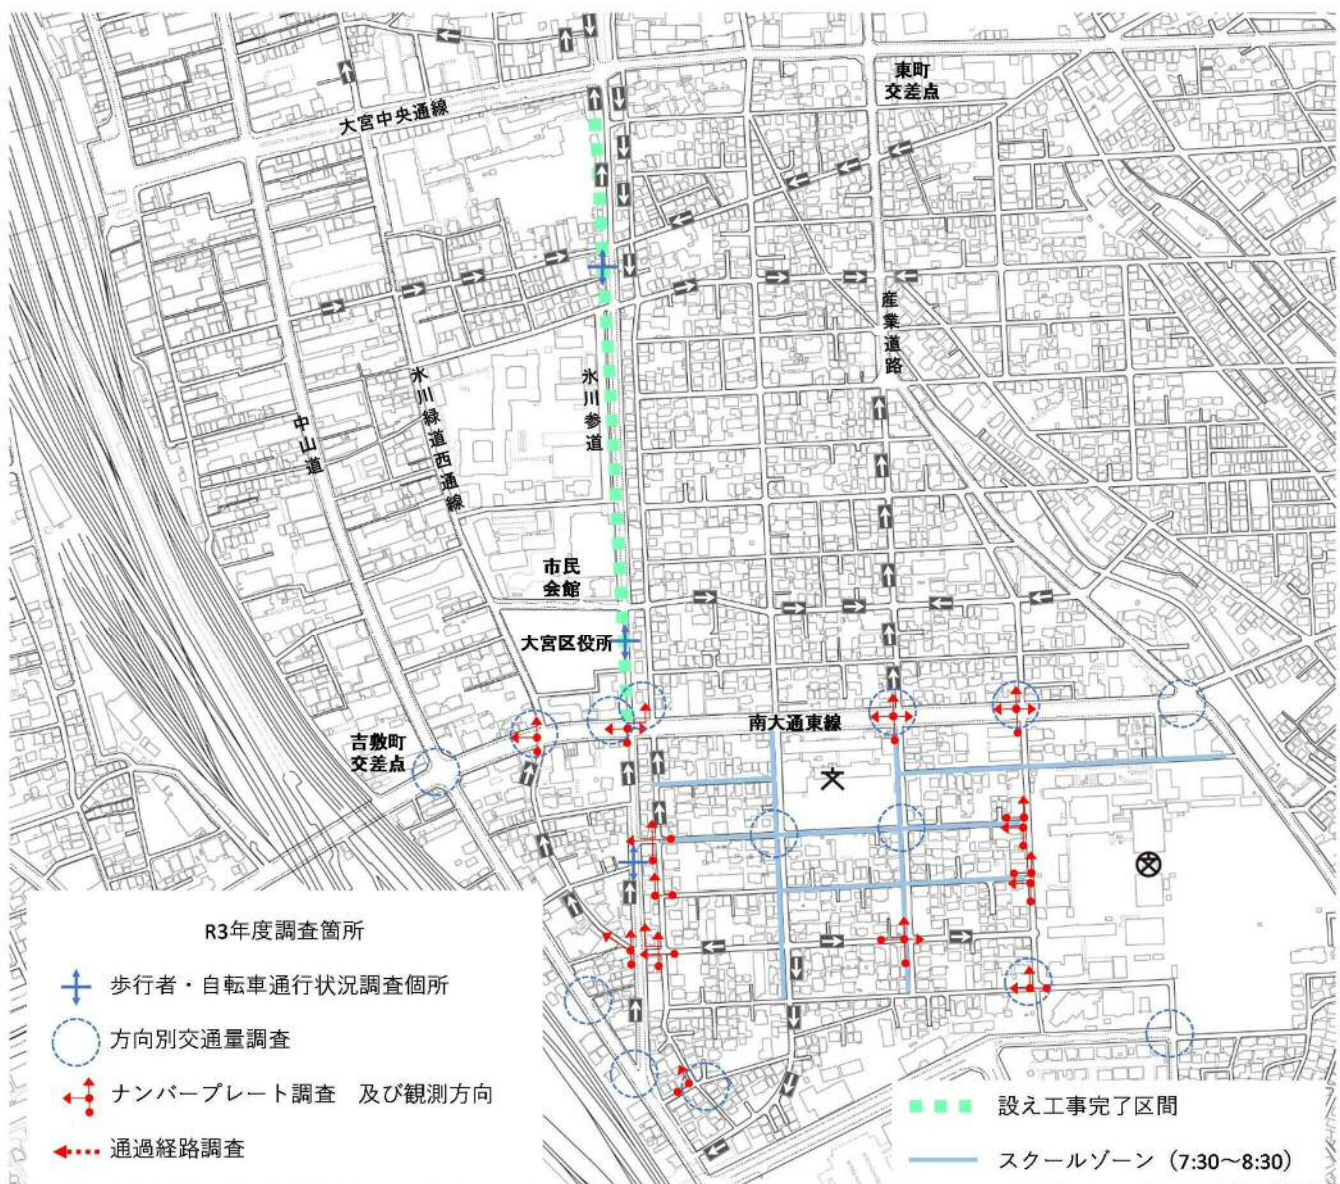 東町
交差点
大宮中央通線
産業道路
氷川参道
氷川緑道西通線
中山道
市民
会館
大宮区役所
南大通東線
吉敷町
交差点
文
文
R3年度調査箇所
歩行者・自転車通行状況調査個所
方向別交通量調査
ナンバープレート調査 及び観測方向
通過経路調査
設え工事完了区間
スクールゾーン（7:30～8:30）